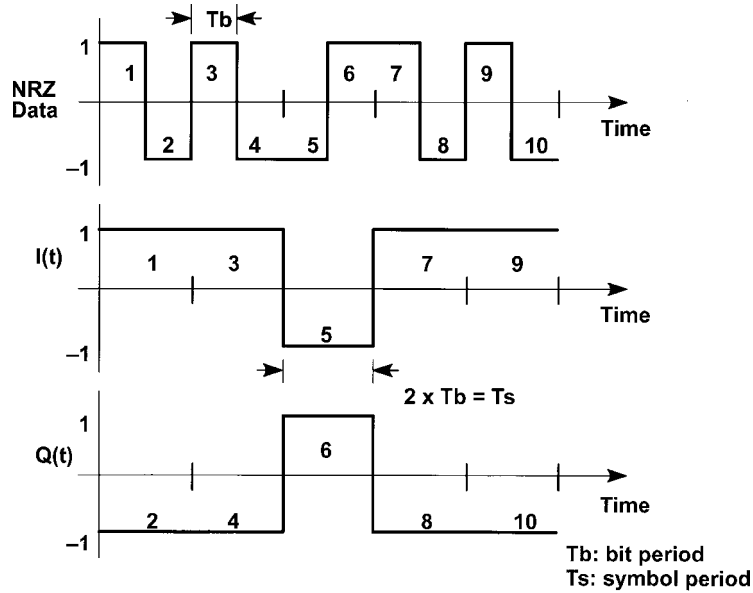 Tb
1
1 3 6 7 9
NRZ
Data
Time
2 4 5 8 10
–1
1
I(t)
1 3 7 9
Time
5
–1
2 x Tb = Ts
1
Q(t)
6
Time
2 4 8 10
–1
Tb: bit period
Ts: symbol period